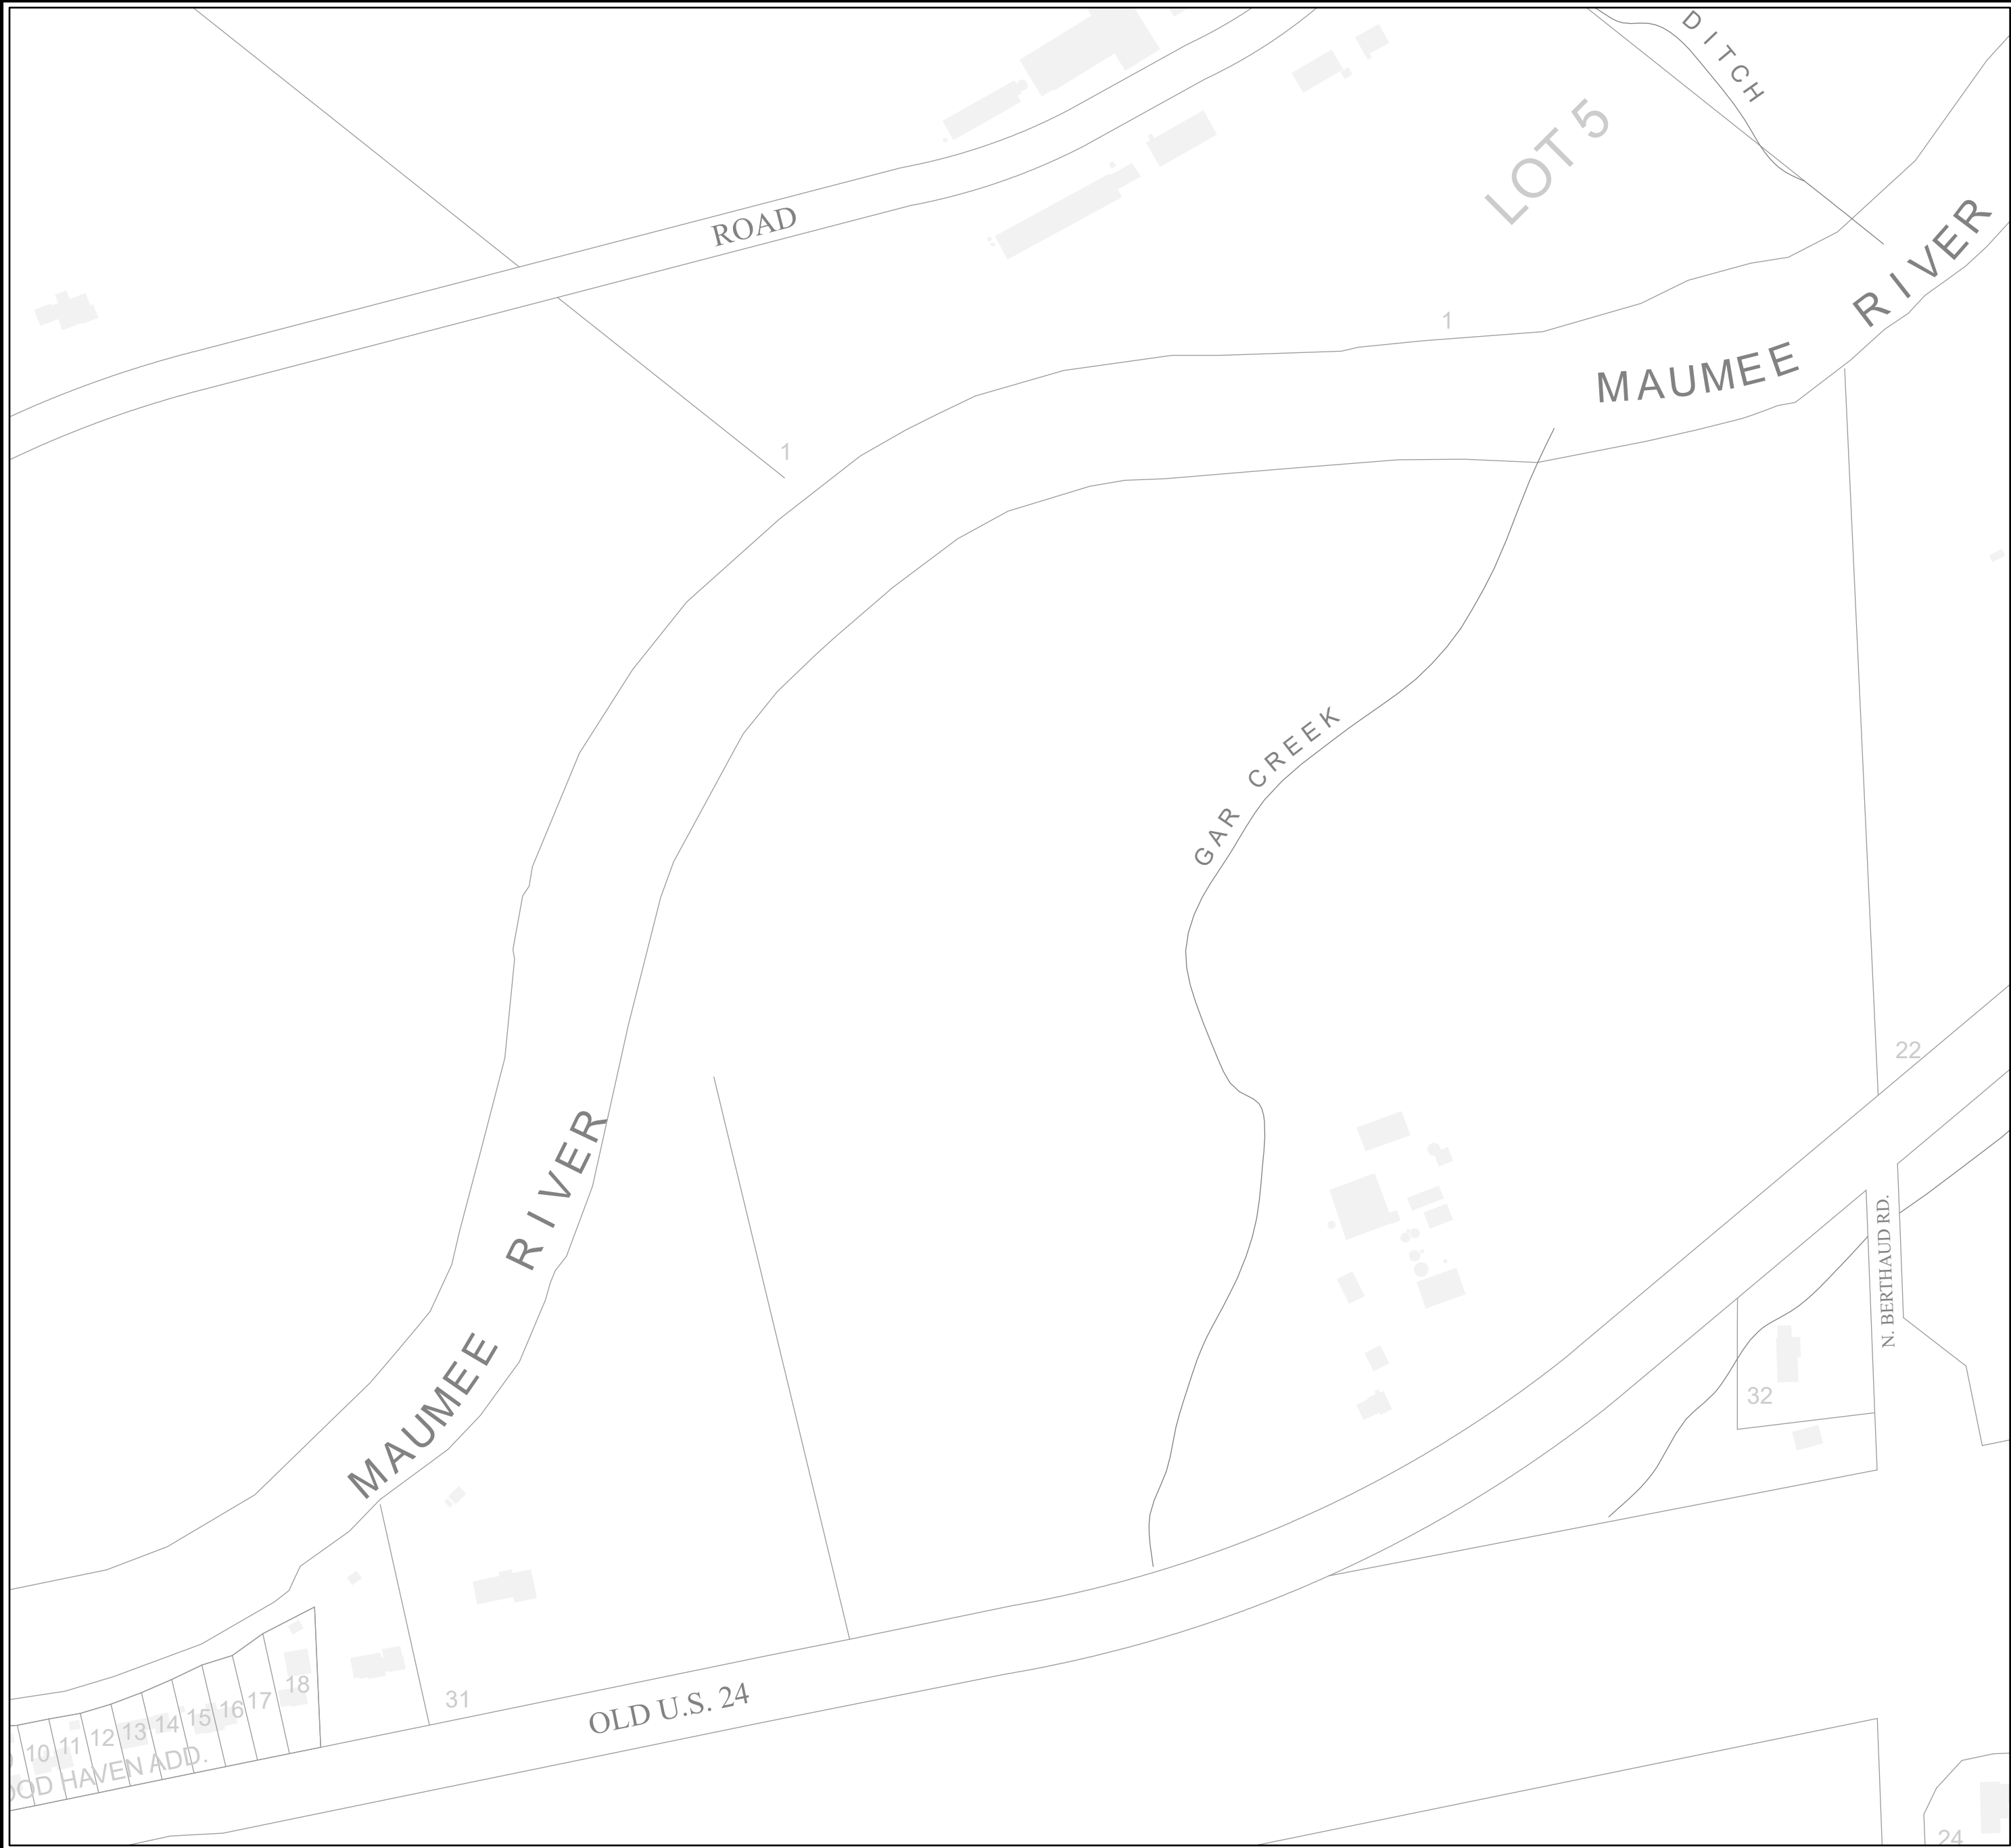 DITCH
LOT 5
ROAD
RIVER
1
MAUMEE
1
GAR CREEK
22
RIVER
N. BERTHAUD RD.
MAUMEE
32
18
31
17
16
15
14
13
12
11
10
OLD U.S. 24
HAVEN ADD.
24